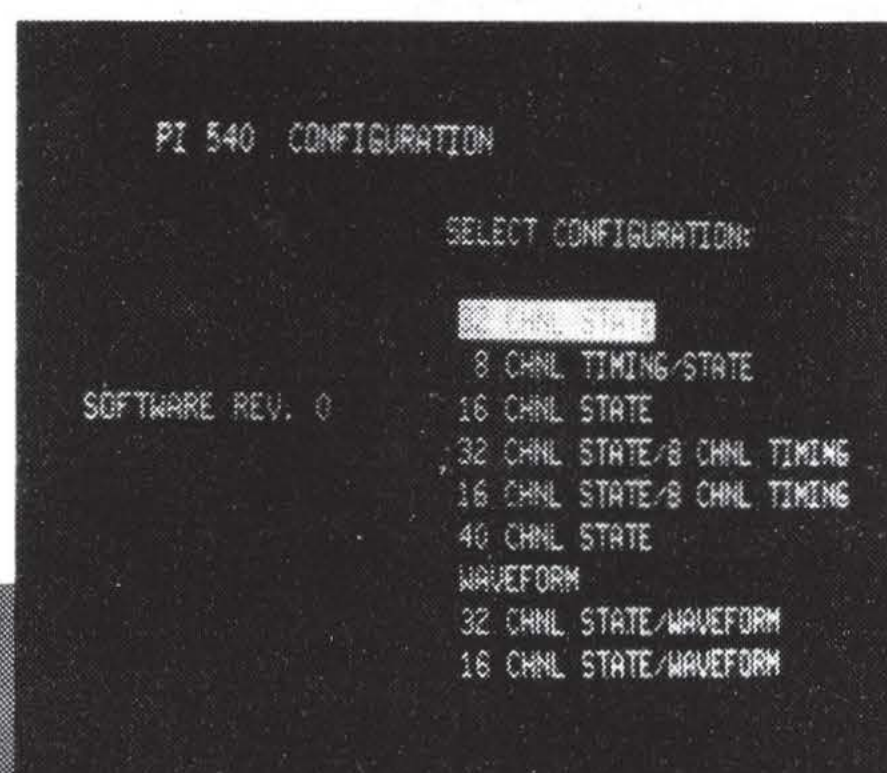 PI 540 CONFIGURATION
SELECT CONFIGURATION:
CHNL STATE
8 CHNL TIMING/STATE
SOFTWARE REV. 0
16 CHNL STATE
32 CHNL STATE/8 CHNL TIMING
16 CHNL STATE/8 CHNL TIMING
40 CHNL STATE
WAVEFORM
32 CHNL STATE/WAVEFORM
16 CHNL STATE/WAVEFORM